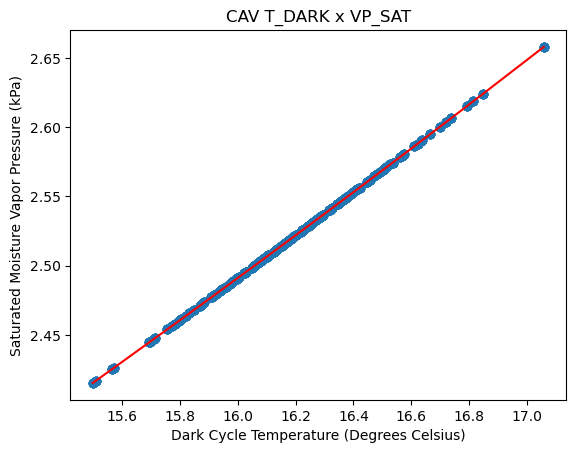 CAV T_DARK x VP_SAT
Saturated Moisture Vapor Pressure (kPa)
2.65
2.60
2.55
2.50
2.45
15.6 15.8 16.0 16.2 16.4 16.6 16.8 17.0
Dark Cycle Temperature (Degrees Celsius)